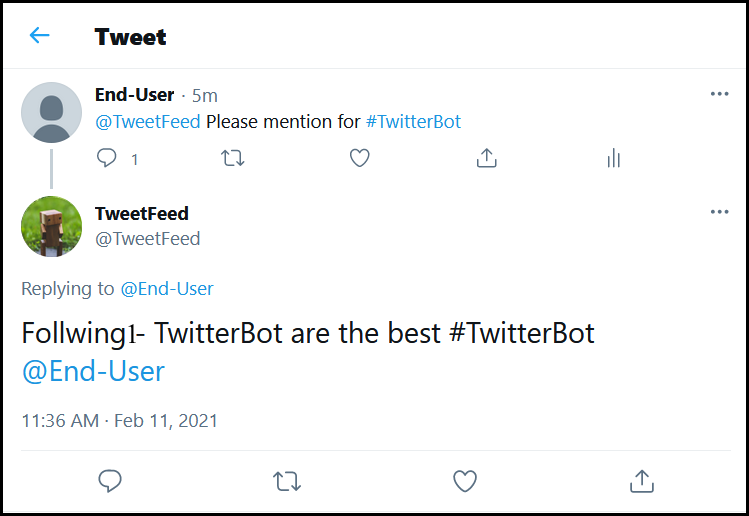 Tweet
End-User · 5m
@TweetFeed Please mention for #TwitterBot
1
TweetFeed
@TweetFeed
Replying to @End-User
Follwing1- TwitterBot are the best #TwitterBot
@End-User
11:36 AM · Feb 11, 2021